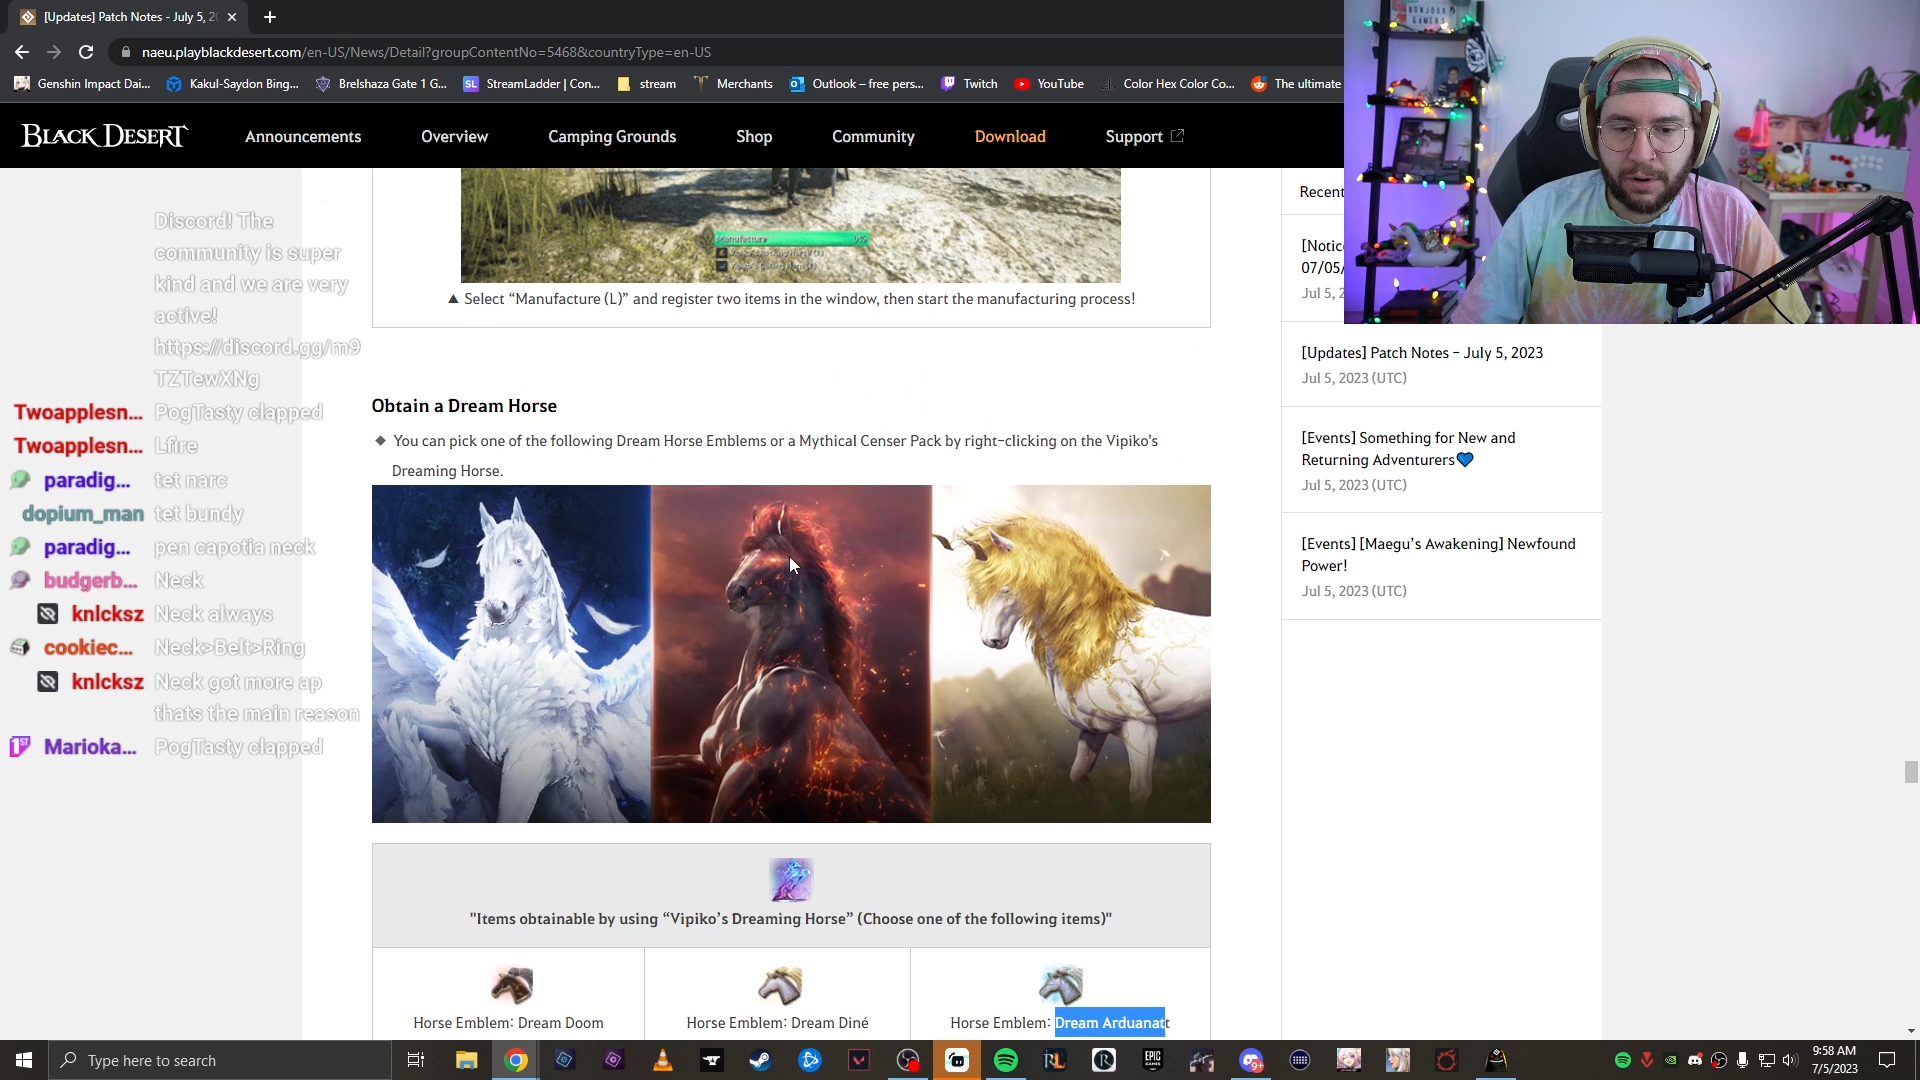 [Updates] Patch Notes - July 5, 2
naeu.playblackdesert.com/en-US/News/Detail?groupContentNo=5468&countryType=en-US
Genshin Impact Dai... Kakul-Saydon Bing... Brelshaza Gate 1 G... StreamLadder | Con... stream Merchants Outlook – free pers... Twitch YouTube Color Hex Color Co... The ultimate
BLACK DESERT Announcements Overview Camping Grounds Shop Community Download Support
BONJOUR
GAMERS
Manufacture
▲ Select “Manufacture (L)” and register two items in the window, then start the manufacturing process!
Obtain a Dream Horse
◆ You can pick one of the following Dream Horse Emblems or a Mythical Censer Pack by right-clicking on the Vipiko's
Dreaming Horse.
"Items obtainable by using “Vipiko’s Dreaming Horse” (Choose one of the following items)"
Horse Emblem: Dream Doom
Horse Emblem: Dream Diné
Horse Emblem: Dream Arduanatt
Discord! The
community is super
kind and we are very
active!
https://discord.gg/m9
TZTewXNg
Twoapplesn... PogTasty clapped
Twoapplesn... Lfire
paradig... tet narc
dopium_man tet bundy
paradig... pen capotia neck
budgerb... Neck
knlcksz Neck always
cookiec... Neck>Belt>Ring
knlcksz Neck got more ap
thats the main reason
Marioka... PogTasty clapped
Recent
[Notic
07/05/
Jul 5, 2
[Updates] Patch Notes - July 5, 2023
Jul 5, 2023 (UTC)
[Events] Something for New and
Returning Adventurers💙
Jul 5, 2023 (UTC)
[Events] [Maegu’s Awakening] Newfound
Power!
Jul 5, 2023 (UTC)
Type here to search
EPIC
GAMES
9+
9:58 AM
7/5/2023